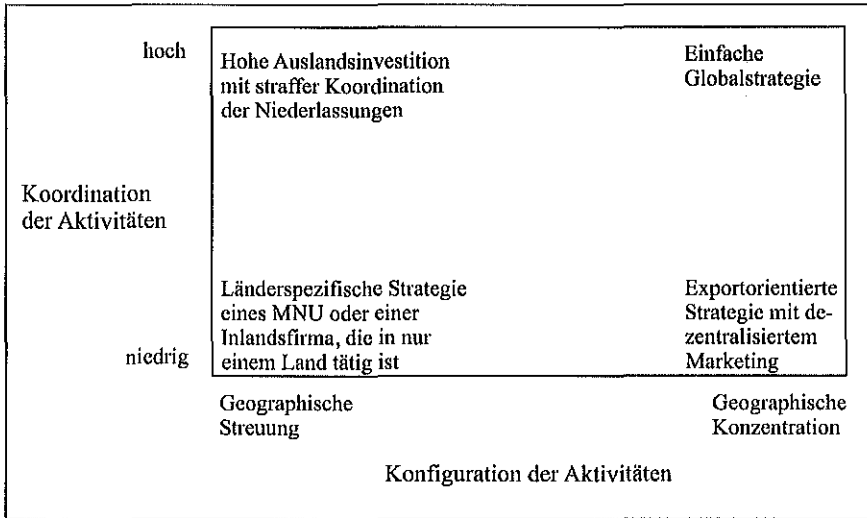 hoch
Hohe Auslandsinvestition
mit straffer Koordination
der Niederlassungen
Einfache
Globalstrategie
Koordination
der Aktivitäten
Länderspezifische Strategie
eines MNU oder einer
Inlandsfirma, die in nur
einem Land tätig ist
Exportorientierte
Strategie mit de-
zentralisiertem
Marketing
niedrig
Geographische
Streuung
Geographische
Konzentration
Konfiguration der Aktivitäten